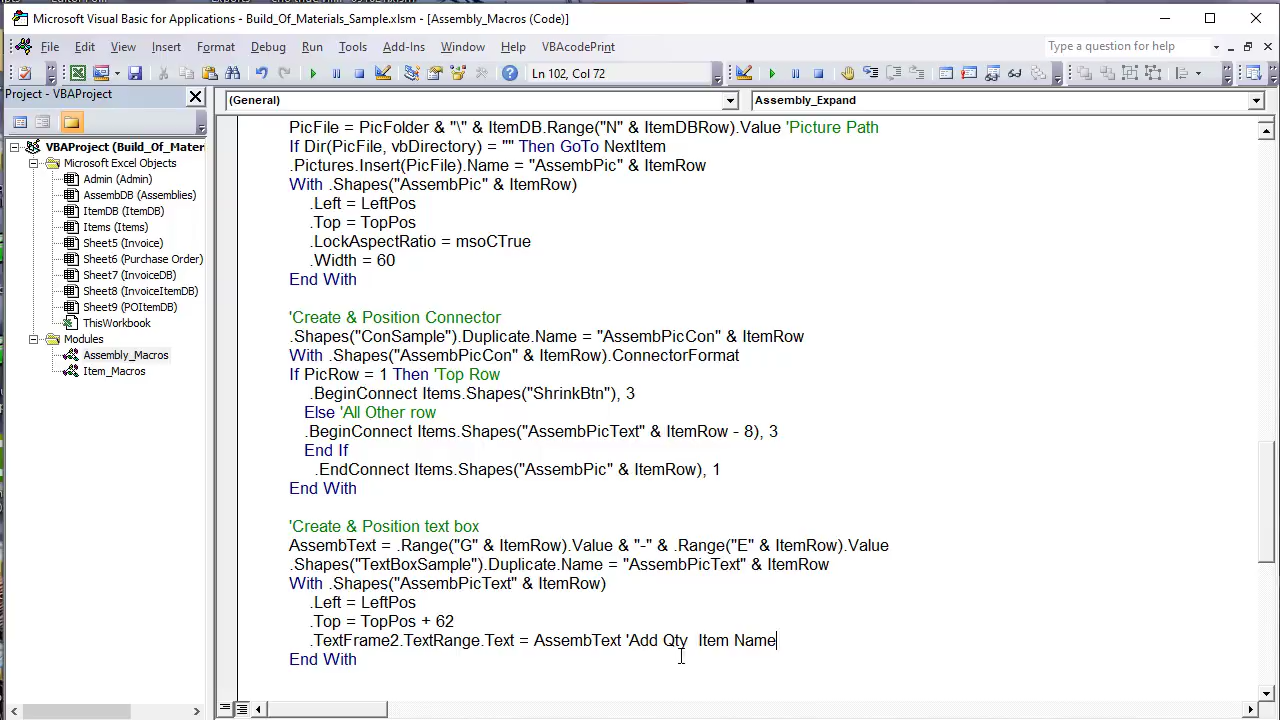 Microsoft Visual Basic for Applications - Build_Of_Materials_Sample.xlsm - [Assembly_Macros (Code)]
File Edit View Insert Format Debug Run Tools Add-Ins Window Help VBAcodePrint
Type a question for help
Ln 102, Col 72
Project - VBAProject
(General)
Assembly_Expand
VBAProject (Build_Of_Mater
Microsoft Excel Objects
Admin (Admin)
AssembDB (Assemblies)
ItemDB (ItemDB)
Items (Items)
Sheet5 (Invoice)
Sheet6 (Purchase Order)
Sheet7 (InvoiceDB)
Sheet8 (InvoiceItemDB)
Sheet9 (POItemDB)
ThisWorkbook
Modules
Assembly_Macros
Item_Macros
PicFile = PicFolder & "\" & ItemDB.Range("N" & ItemDBRow).Value 'Picture Path
If Dir(PicFile, vbDirectory) = "" Then GoTo NextItem
.Pictures.Insert(PicFile).Name = "AssembPic" & ItemRow
With .Shapes("AssembPic" & ItemRow)
.Left = LeftPos
.Top = TopPos
.LockAspectRatio = msoCTrue
.Width = 60
End With
'Create & Position Connector
.Shapes("ConSample").Duplicate.Name = "AssembPicCon" & ItemRow
With .Shapes("AssembPicCon" & ItemRow).ConnectorFormat
If PicRow = 1 Then 'Top Row
.BeginConnect Items.Shapes("ShrinkBtn"), 3
Else 'All Other row
.BeginConnect Items.Shapes("AssembPicText" & ItemRow - 8), 3
End If
.EndConnect Items.Shapes("AssembPic" & ItemRow), 1
End With
'Create & Position text box
AssembText = .Range("G" & ItemRow).Value & "-" & .Range("E" & ItemRow).Value
.Shapes("TextBoxSample").Duplicate.Name = "AssembPicText" & ItemRow
With .Shapes("AssembPicText" & ItemRow)
.Left = LeftPos
.Top = TopPos + 62
.TextFrame2.TextRange.Text = AssembText 'Add Qty  Item Name
End With